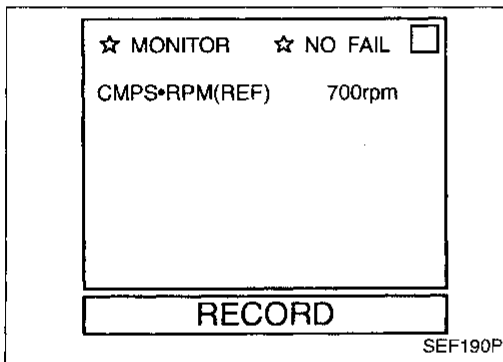 ☆ MONITOR ☆ NO FAIL
CMPS•RPM(REF) 700rpm
RECORD
SEF190P